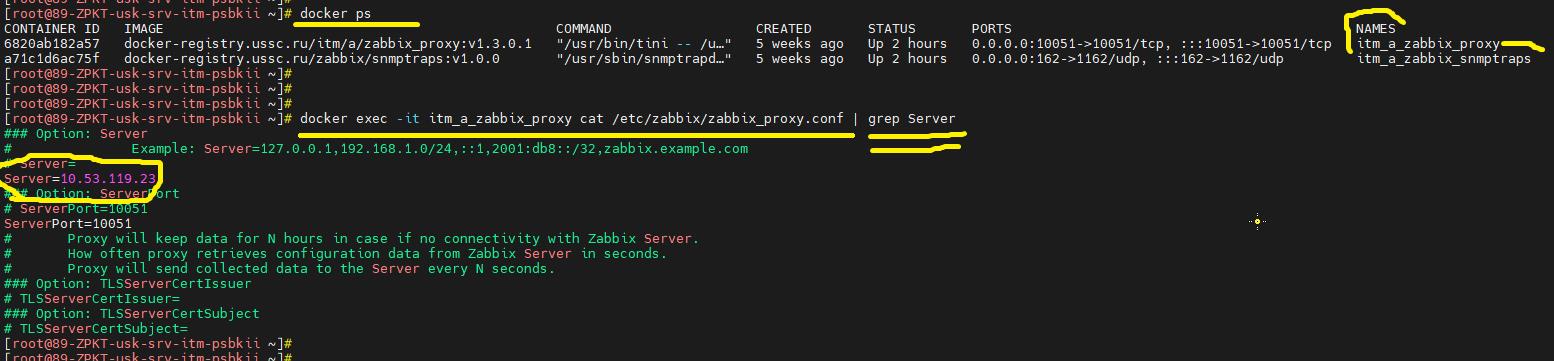 [root@89-ZPKT-usk-srv-itm-psbkii ~]#
[root@89-ZPKT-usk-srv-itm-psbkii ~]# docker ps
CONTAINER ID   IMAGE                                             COMMAND                  CREATED       STATUS       PORTS                                           NAMES
6820ab182a57   docker-registry.ussc.ru/itm/a/zabbix_proxy:v1.3.0.1   "/usr/bin/tini -- /u…"   5 weeks ago   Up 2 hours   0.0.0.0:10051->10051/tcp, :::10051->10051/tcp   itm_a_zabbix_proxy
a71c1d6ac75f   docker-registry.ussc.ru/zabbix/snmptraps:v1.0.0       "/usr/sbin/snmptrapd…"   5 weeks ago   Up 2 hours   0.0.0.0:162->1162/udp, :::162->1162/udp         itm_a_zabbix_snmptraps
[root@89-ZPKT-usk-srv-itm-psbkii ~]#
[root@89-ZPKT-usk-srv-itm-psbkii ~]#
[root@89-ZPKT-usk-srv-itm-psbkii ~]#
[root@89-ZPKT-usk-srv-itm-psbkii ~]# docker exec -it itm_a_zabbix_proxy cat /etc/zabbix/zabbix_proxy.conf | grep Server
### Option: Server
#               Example: Server=127.0.0.1,192.168.1.0/24,::1,2001:db8::/32,zabbix.example.com
# Server=
Server=10.53.119.23
### Option: ServerPort
# ServerPort=10051
ServerPort=10051
#       Proxy will keep data for N hours in case if no connectivity with Zabbix Server.
#       How often proxy retrieves configuration data from Zabbix Server in seconds.
#       Proxy will send collected data to the Server every N seconds.
### Option: TLSServerCertIssuer
# TLSServerCertIssuer=
### Option: TLSServerCertSubject
# TLSServerCertSubject=
[root@89-ZPKT-usk-srv-itm-psbkii ~]#
[root@89-ZPKT-usk-srv-itm-psbkii ~]#